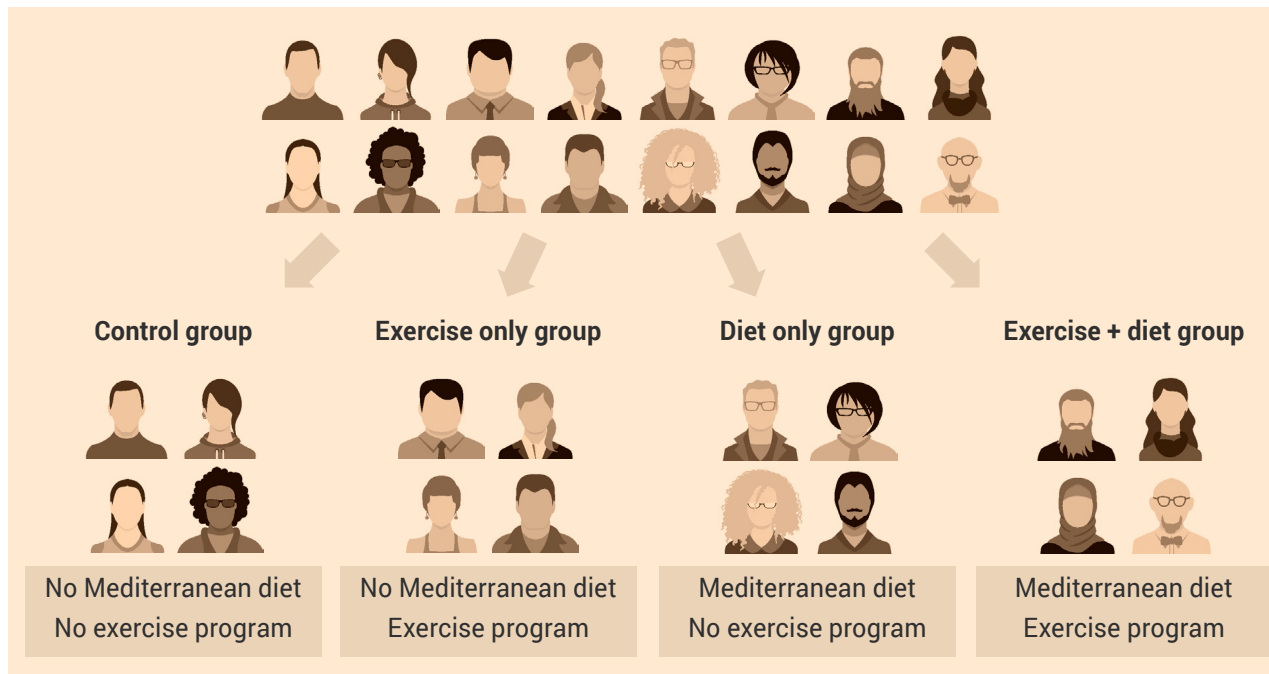 Control group
Exercise only group
Diet only group
Exercise + diet group
No Mediterranean diet
No exercise program
No Mediterranean diet
Exercise program
Mediterranean diet
No exercise program
Mediterranean diet
Exercise program